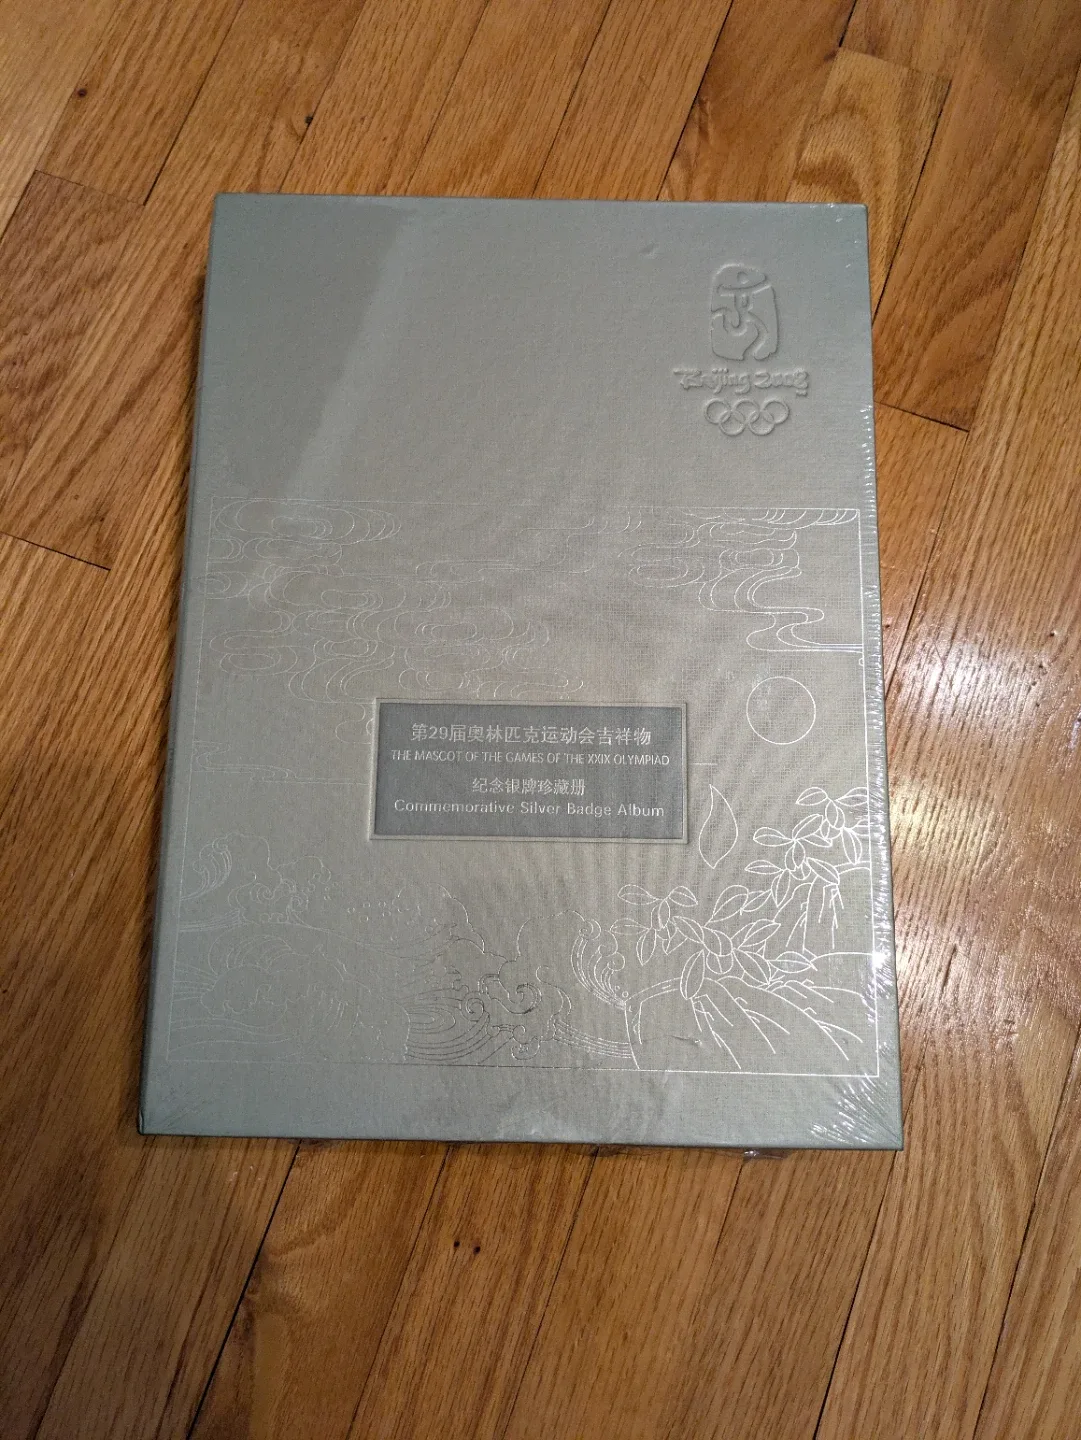 Beijing 2008
第29届奥林匹克运动会吉祥物
THE MASCOT OF THE GAMES OF THE XXIX OLYMPIAD
纪念银牌珍藏册
Commemorative Silver Badge Album